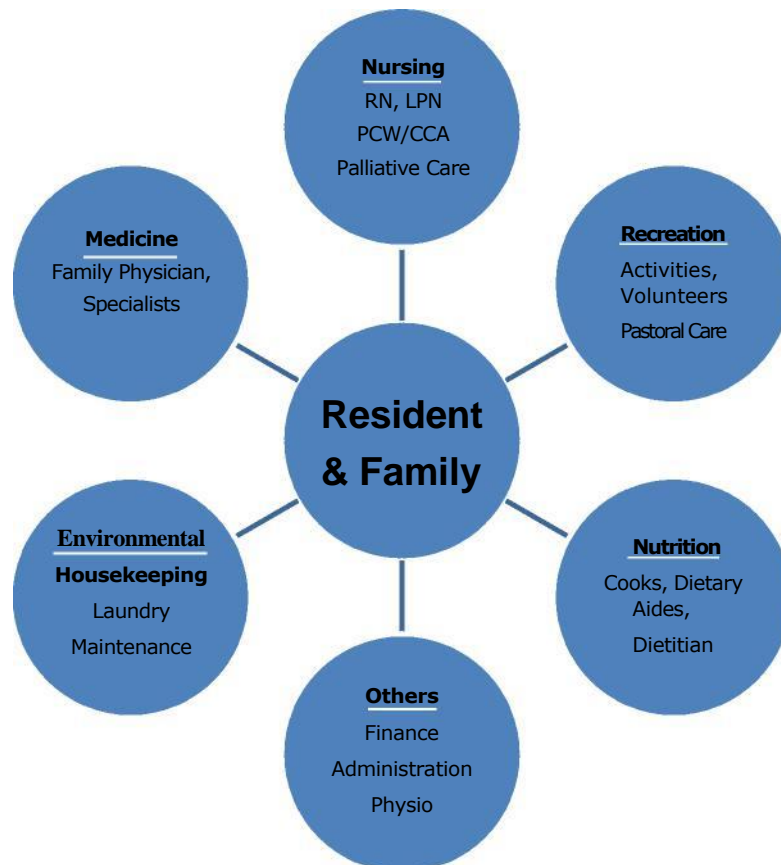 Nursing
RN, LPN
PCW/CCA
Palliative Care
Medicine
Family Physician,
Specialists
Recreation
Activities,
Volunteers
Pastoral Care
Resident
& Family
Environmental
Housekeeping
Laundry
Maintenance
Nutrition
Cooks, Dietary
Aides,
Dietitian
Others
Finance
Administration
Physio